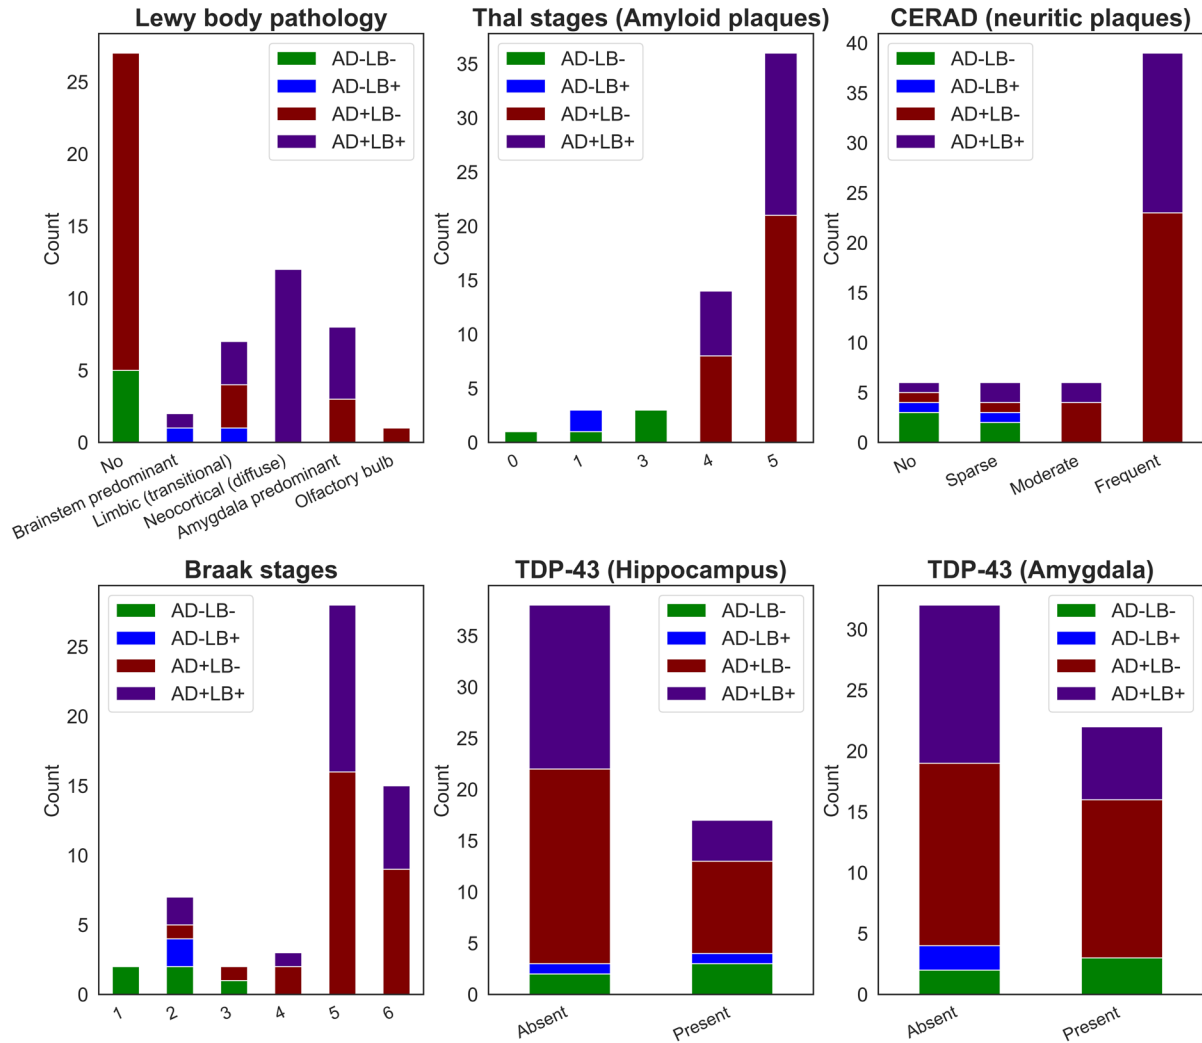 Lewy body pathology
Count
25
20
15
10
5
0
AD-LB-
AD-LB+
AD+LB-
AD+LB+
No
Brainstem predominant
Limbic (transitional)
Neocortical (diffuse)
Amygdala predominant
Olfactory bulb
Thal stages (Amyloid plaques)
Count
35
30
25
20
15
10
5
0
AD-LB-
AD-LB+
AD+LB-
AD+LB+
0
1
3
4
5
CERAD (neuritic plaques)
Count
40
35
30
25
20
15
10
5
0
AD-LB-
AD-LB+
AD+LB-
AD+LB+
No
Sparse
Moderate
Frequent
Braak stages
Count
25
20
15
10
5
0
AD-LB-
AD-LB+
AD+LB-
AD+LB+
1
2
3
4
5
6
TDP-43 (Hippocampus)
Count
35
30
25
20
15
10
5
0
AD-LB-
AD-LB+
AD+LB-
AD+LB+
Absent
Present
TDP-43 (Amygdala)
Count
30
25
20
15
10
5
0
AD-LB-
AD-LB+
AD+LB-
AD+LB+
Absent
Present